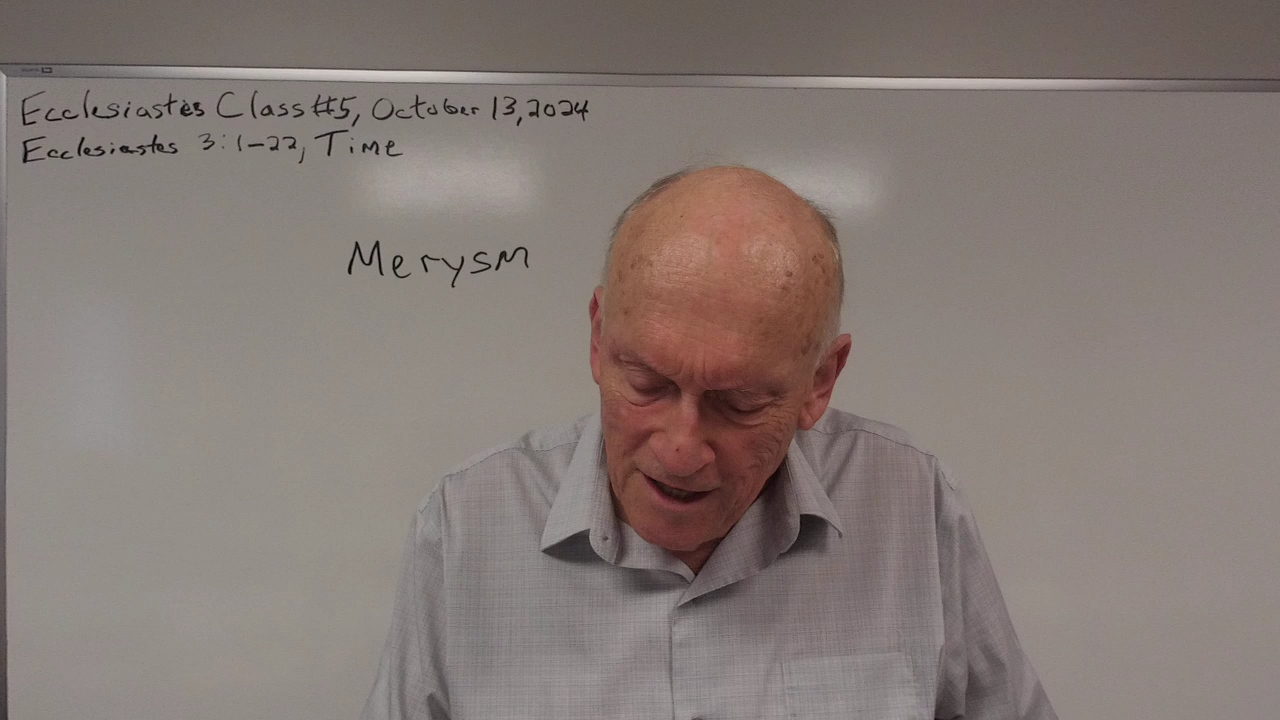 Ecclesiastes Class #5, October 13, 2024
Ecclesiastes 3:1-22, Time
Merysm